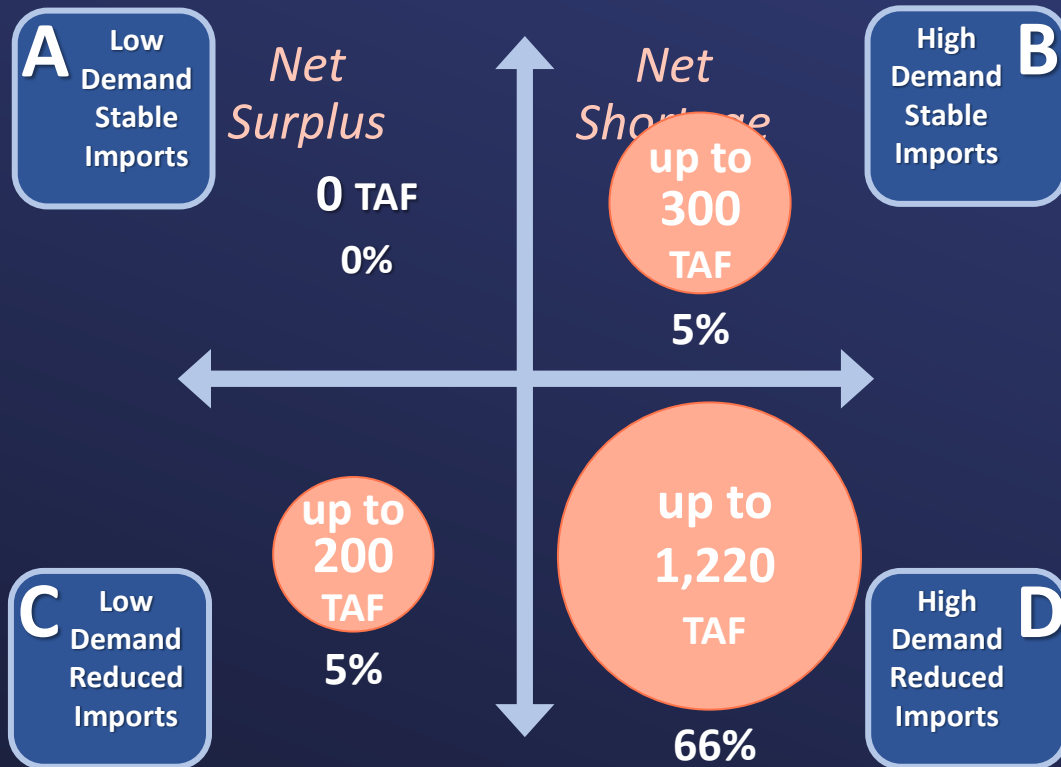 A
Low
Demand
Stable
Imports
Net
Surplus
0 TAF
0%
Net
Shortage
up to
300
TAF
5%
B
High
Demand
Stable
Imports
C
Low
Demand
Reduced
Imports
up to
200
TAF
5%
up to
1,220
TAF
66%
D
High
Demand
Reduced
Imports